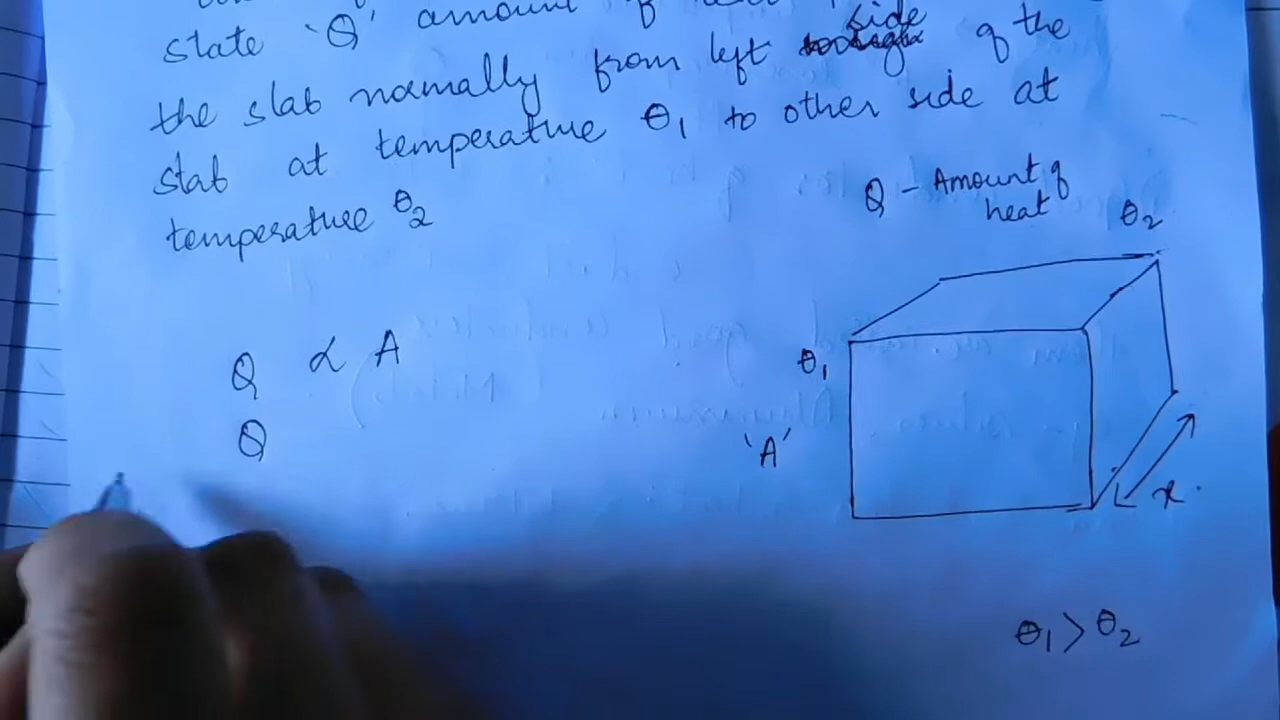 state 'Q' amount of
the slab normally from left side of the
slab at temperature θ₁ to other side at
temperature θ₂
Q - Amount of
heat
θ₂
Q α A
θ₁
Q
'A'
x.
θ₁ > θ₂